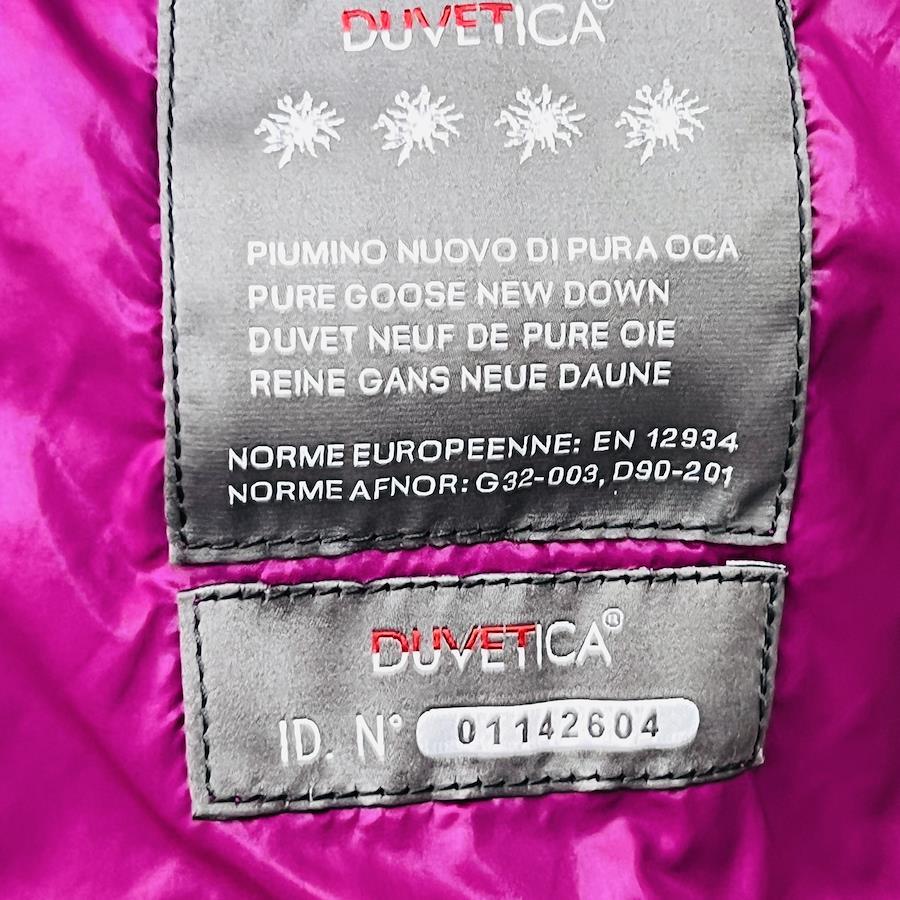 DUVETICA®
PIUMINO NUOVO DI PURA OCA
PURE GOOSE NEW DOWN
DUVET NEUF DE PURE OIE
REINE GANS NEUE DAUNE
NORME EUROPEENNE: EN 12934
NORME AFNOR: G32-003, D90-201
DUVETICA®
ID. N° 01142604